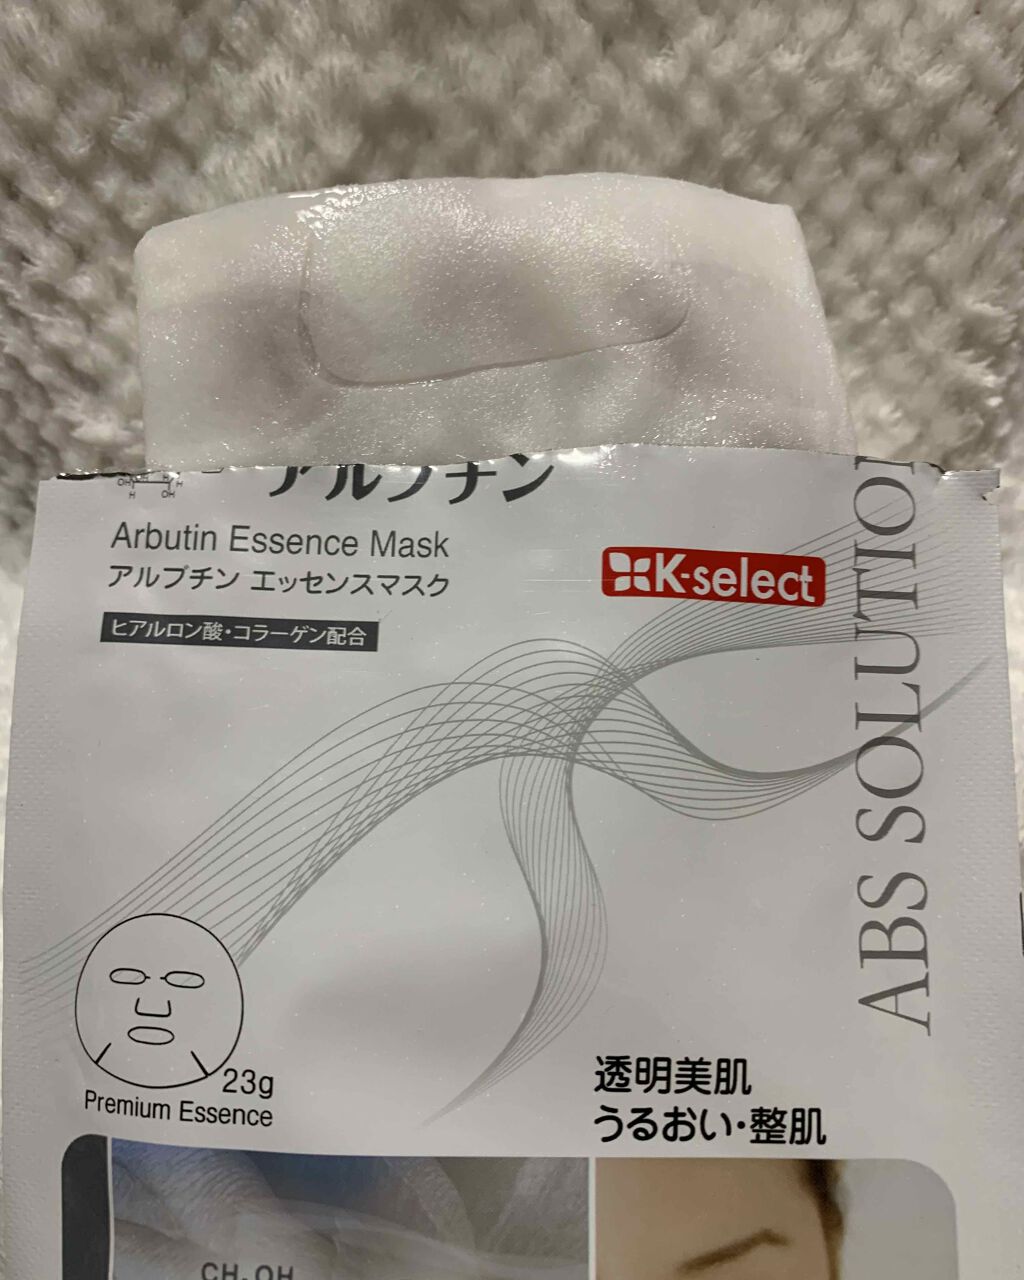 アルブチン
Arbutin Essence Mask
アルブチン エッセンスマスク
ヒアルロン酸・コラーゲン配合
K-select
ABS SOLUTION
23g
Premium Essence
透明美肌
うるおい・整肌
CH₂OH